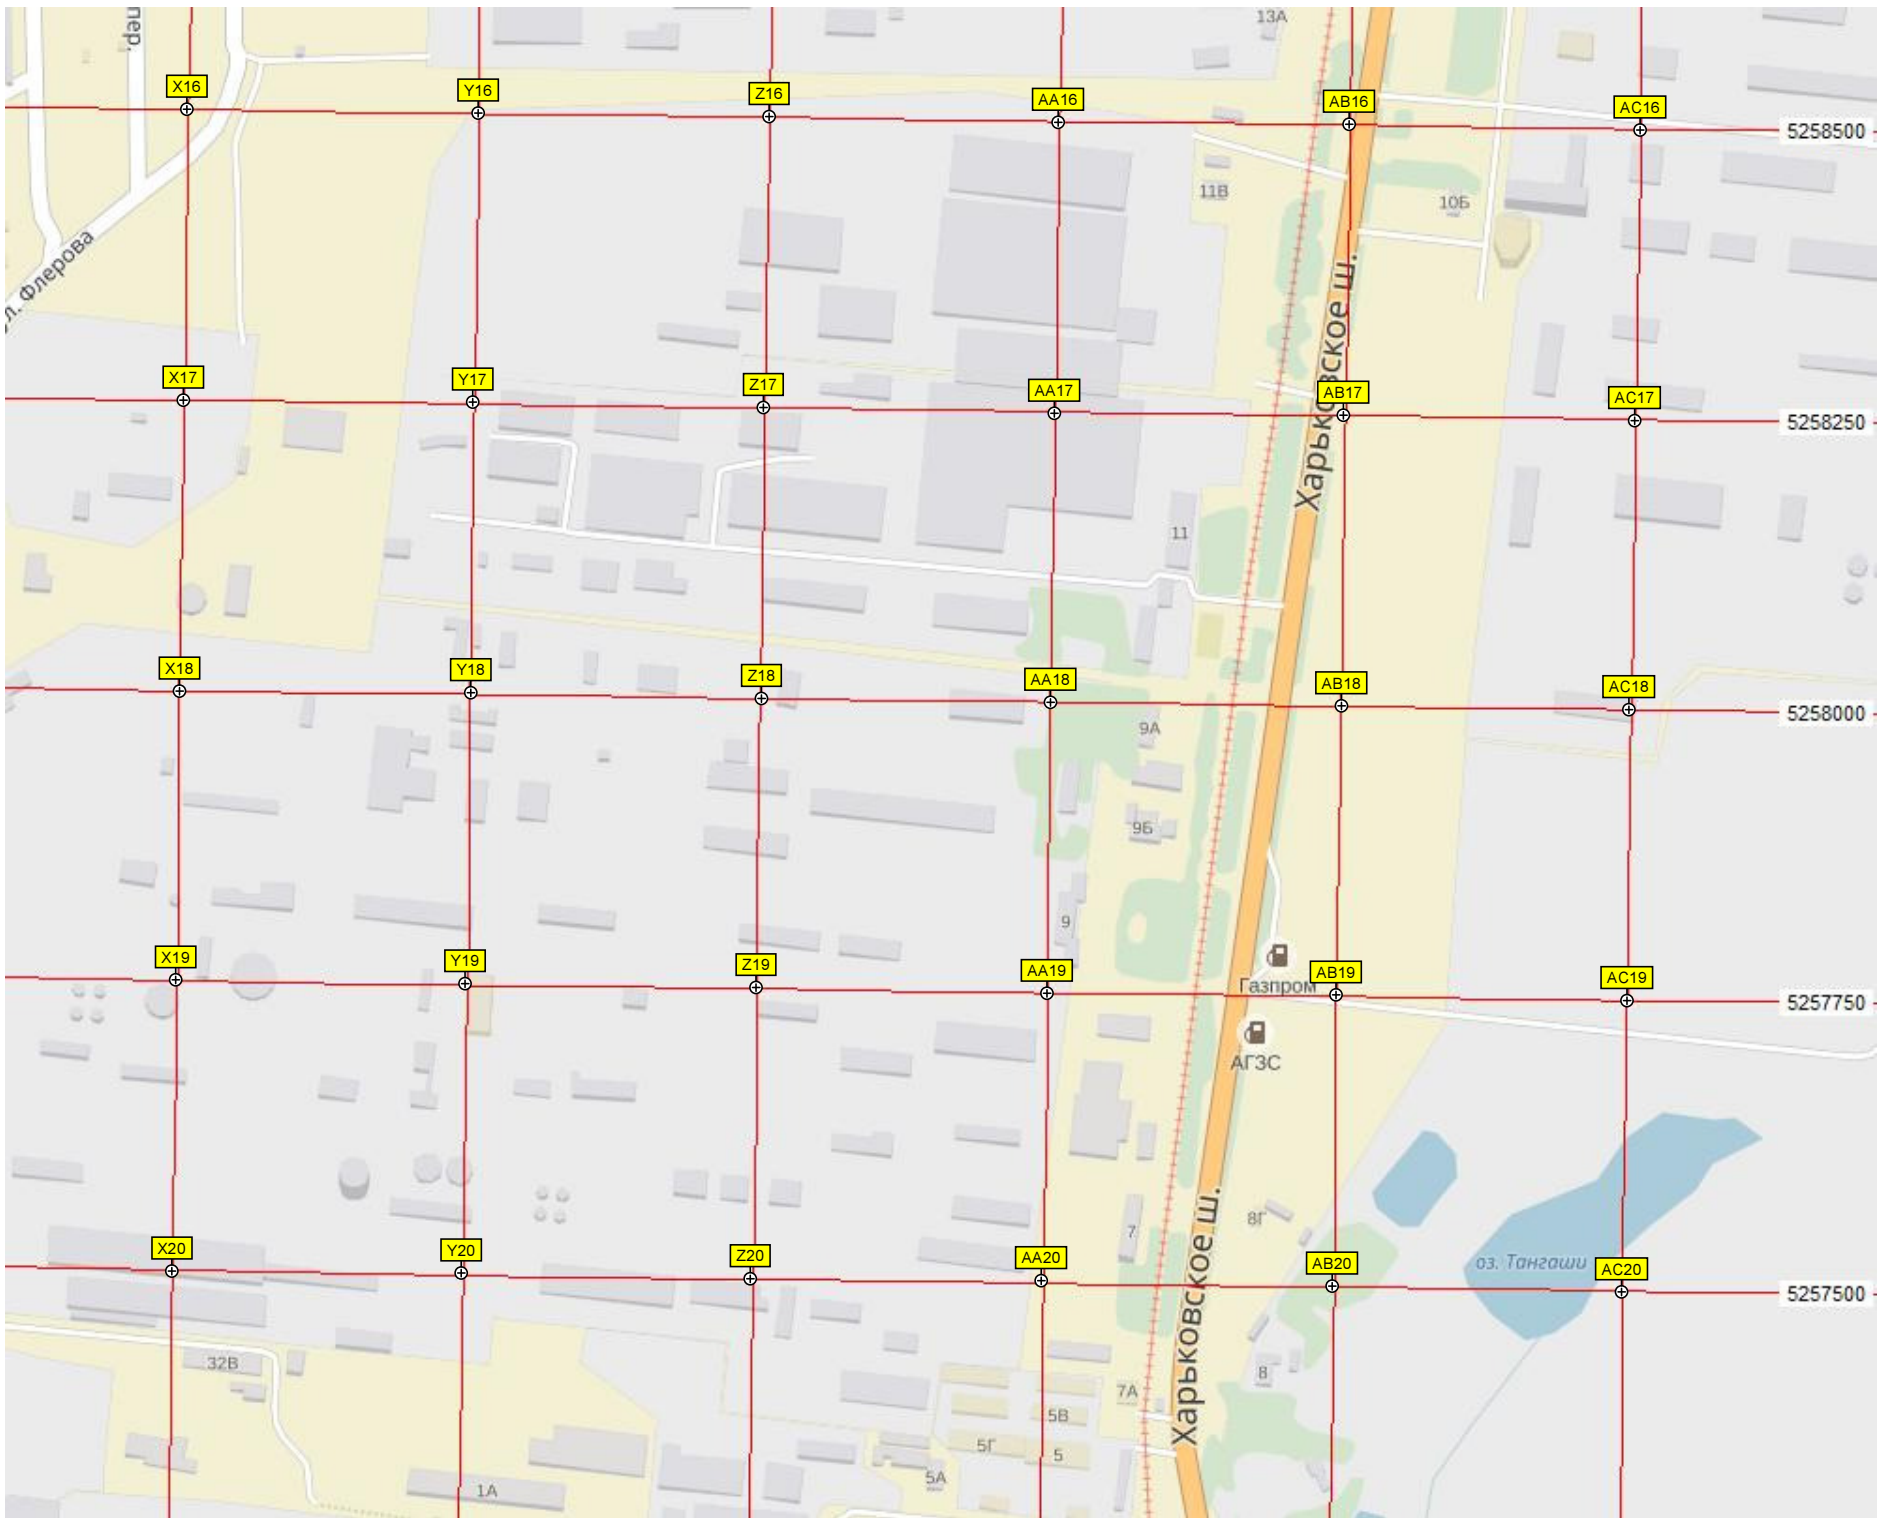 13А
пер.
X16
Y16
Z16
AA16
AB16
AC16
5258500
11В
10Б
ул. Флерова
Харьковское ш.
X17
Y17
Z17
AA17
AB17
AC17
5258250
11
X18
Y18
Z18
AA18
AB18
AC18
5258000
9А
9Б
9
X19
Y19
Z19
AA19
Газпром
AB19
AC19
5257750
АГЗС
7
8Г
Харьковское ш.
X20
Y20
Z20
AA20
AB20
оз. Тангаши
AC20
5257500
32В
8
7А
5В
5Г
5
5А
1А